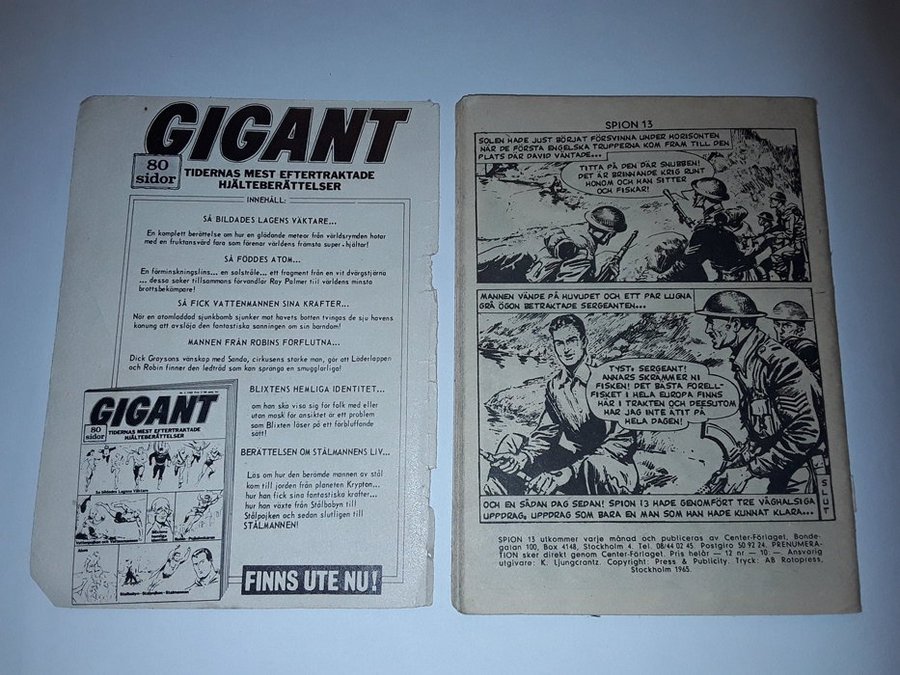 GIGANT
80
sidor
TIDERNAS MEST EFTERTRAKTADE
HJÄLTEBERÄTTELSER
INNEHÅLL:
SÅ BILDADES LAGENS VÄKTARE...
En komplett berättelse om hur en glödande meteor från världsrymden hotar
med en fruktansvärd fara som förenar världens främsta super-hjältar!
SÅ FÖDDES ATOM...
En förminskningslins... en solstråle... ett fragment från en vit dvärgstjärna
... dessa saker tillsammans förvandlar Ray Palmer till världens minsta
brottsbekämpare!
SÅ FICK VATTENMANNEN SINA KRAFTER...
När en atomladdad sjunkbomb sjunker mot havets botten tvingas de sju havens
konung att avslöja den fantastiska sanningen om sin barndom!
MANNEN FRÅN ROBINS FÖRFLUTNA...
Dick Graysons vänskap med Sando, cirkusens starke man, gör att Läderlappen
och Robin finner den ledtråd som kan spränga en smugglarliga!
BLIXTENS HEMLIGA IDENTITET...
om han ska visa sig för folk med eller
utan mask för ansiktet är ett problem
som Blixten löser på ett förbluffande
sätt!
BERÄTTELSEN OM STÅLMANNENS LIV...
Läs om hur den berömde mannen av stål
kom till jorden från planeten Krypton...
hur han fick sina fantastiska krafter...
hur han växte från Stålbabyn till
Stålpojken och sedan slutligen till
STÅLMANNEN!
GIGANT
80
sidor
TIDERNAS MEST EFTERTRAKTADE
HJÄLTEBERÄTTELSER
Så bildades Lagens Väktare
Atom
Stålbabyn - Stålpojken - Stålmannen
FINNS UTE NU!
SPION 13
SOLEN HADE JUST BÖRJAT FÖRSVINNA UNDER HORISONTEN
NÄR DE FÖRSTA ENGELSKA TRUPPERNA KOM FRAM TILL DEN
PLATS DÄR DAVID VÄNTADE...
TITTA PÅ DEN DÄR SNUBBEN!
DET ÄR BRINNANDE KRIG RUNT
HONOM OCH HAN SITTER
OCH FISKAR!
MANNEN VÄNDE PÅ HUVUDET OCH ETT PAR LUGNA
GRÅ ÖGON BETRAKTADE SERGEANTEN...
TYST, SERGEANT!
ANNARS SKRÄMMER NI
FISKEN! DET BÄSTA FORELL-
FISKET I HELA EUROPA FINNS
HÄR I TRAKTEN OCH DEESUTOM
HAR JAG INTE ÄTIT PÅ
HELA DAGEN!
SLUT
OCH EN SÅDAN DAG SEDAN! SPION 13 HADE GENOMFÖRT TRE VÅGHALSIGA
UPPDRAG, UPPDRAG SOM BARA EN MAN SOM HAN HADE KUNNAT KLARA...
SPION 13 utkommer varje månad och publiceras av Center-Förlaget, Bonde-
gatan 100, Box 4148, Stockholm 4. Tel. 08/44 02 45. Postgiro 50 92 24. PRENUMERA-
TION sker direkt genom Center-Förlaget. Pris helår — 12 nr — 10: — Ansvarig
utgivare: K. Ljungcrantz. Copyright: Press & Publicity. Tryck: AB Rotopress,
Stockholm 1965.